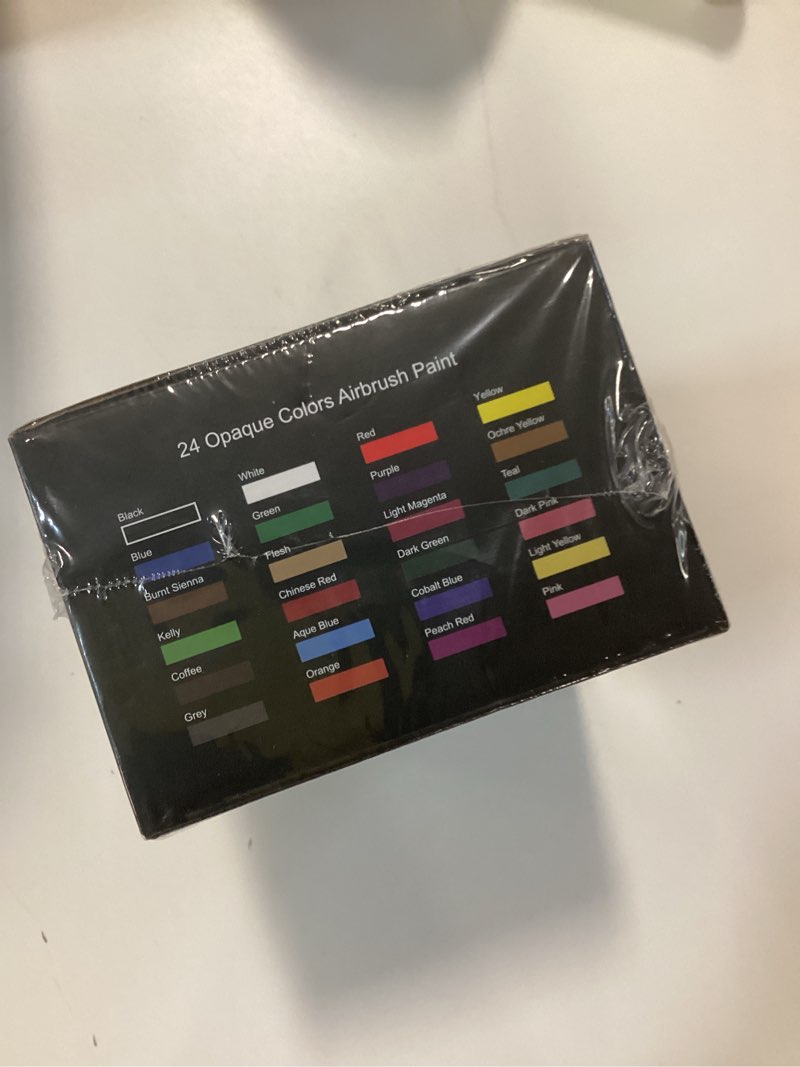 24 Opaque Colors Airbrush Paint
Black
White
Red
Yellow
Blue
Green
Purple
Ochre Yellow
Burnt Sienna
Flesh
Light Magenta
Teal
Kelly
Chinese Red
Dark Green
Dark Pink
Coffee
Aque Blue
Cobalt Blue
Light Yellow
Grey
Orange
Peach Red
Pink